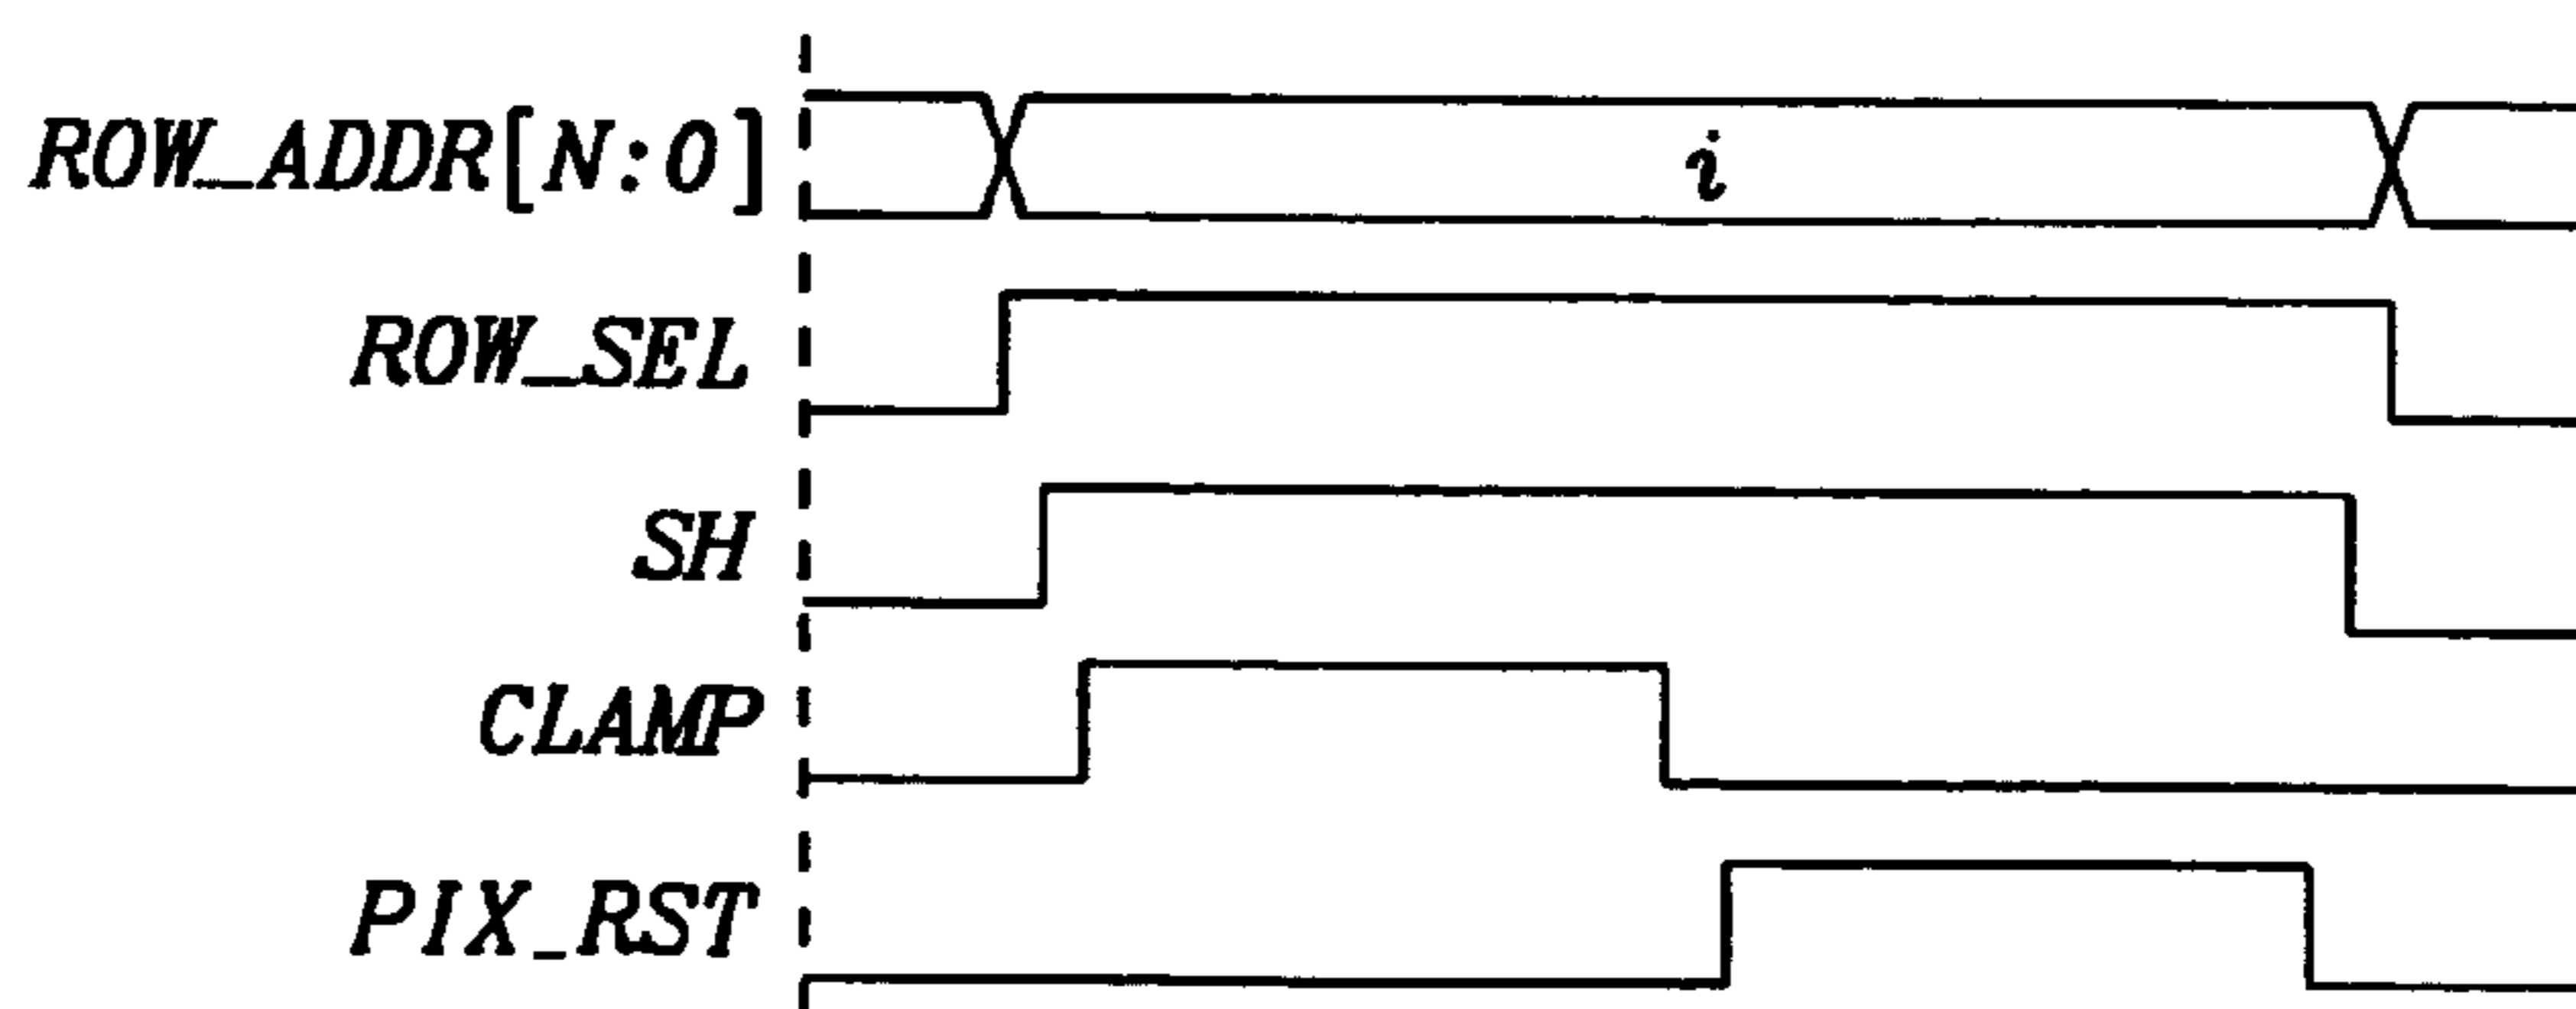 ROW_ADDR[N:0]
i
ROW_SEL
SH
CLAMP
PIX_RST